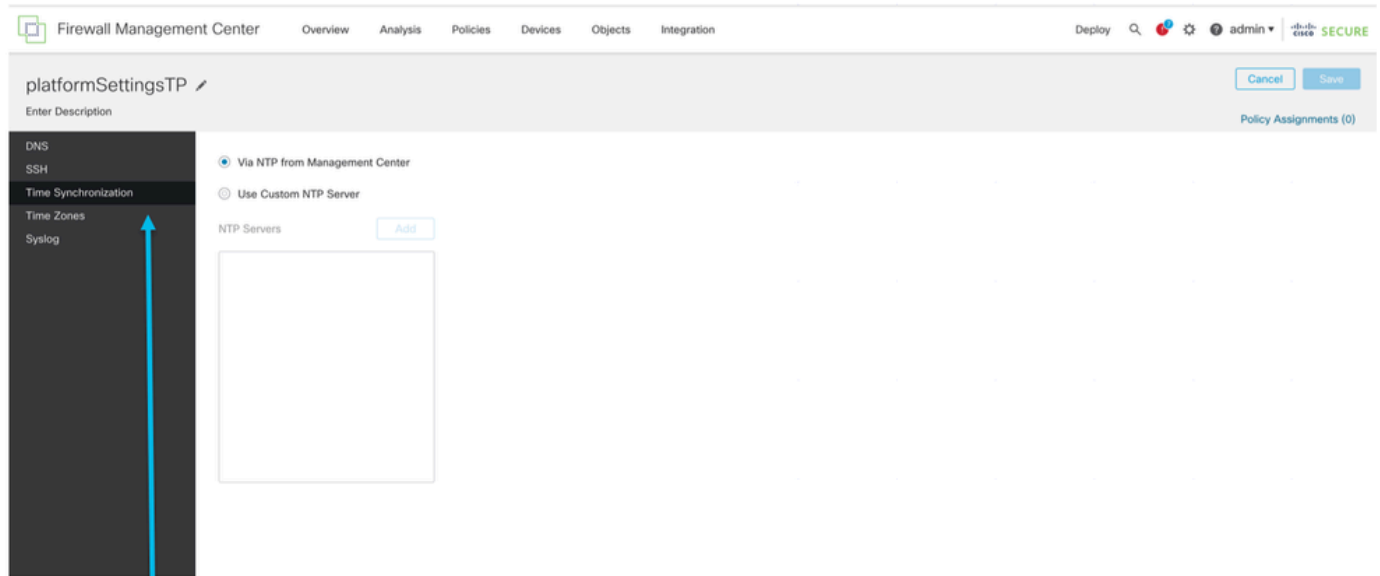 Firewall Management Center Overview Analysis Policies Devices Objects Integration Deploy admin cisco SECURE
platformSettingsTP Cancel Save
Enter Description
Policy Assignments (0)
DNS
SSH
Time Synchronization
Time Zones
Syslog
Via NTP from Management Center
Use Custom NTP Server
NTP Servers Add